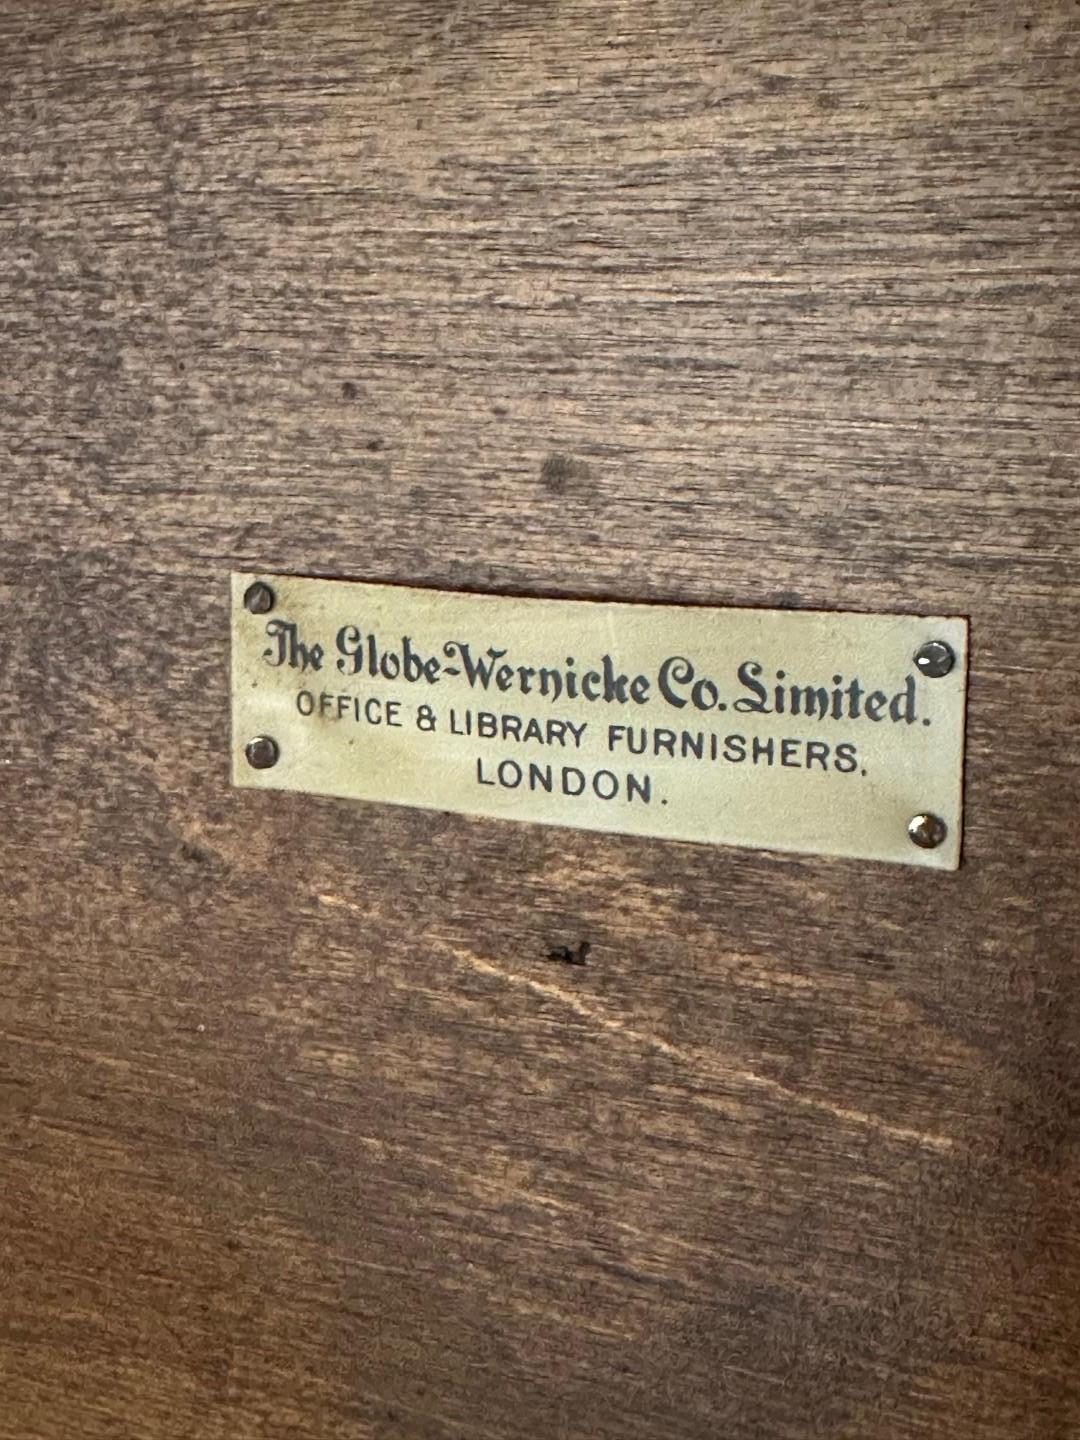 The Globe-Wernicke Co. Limited.
OFFICE & LIBRARY FURNISHERS,
LONDON.